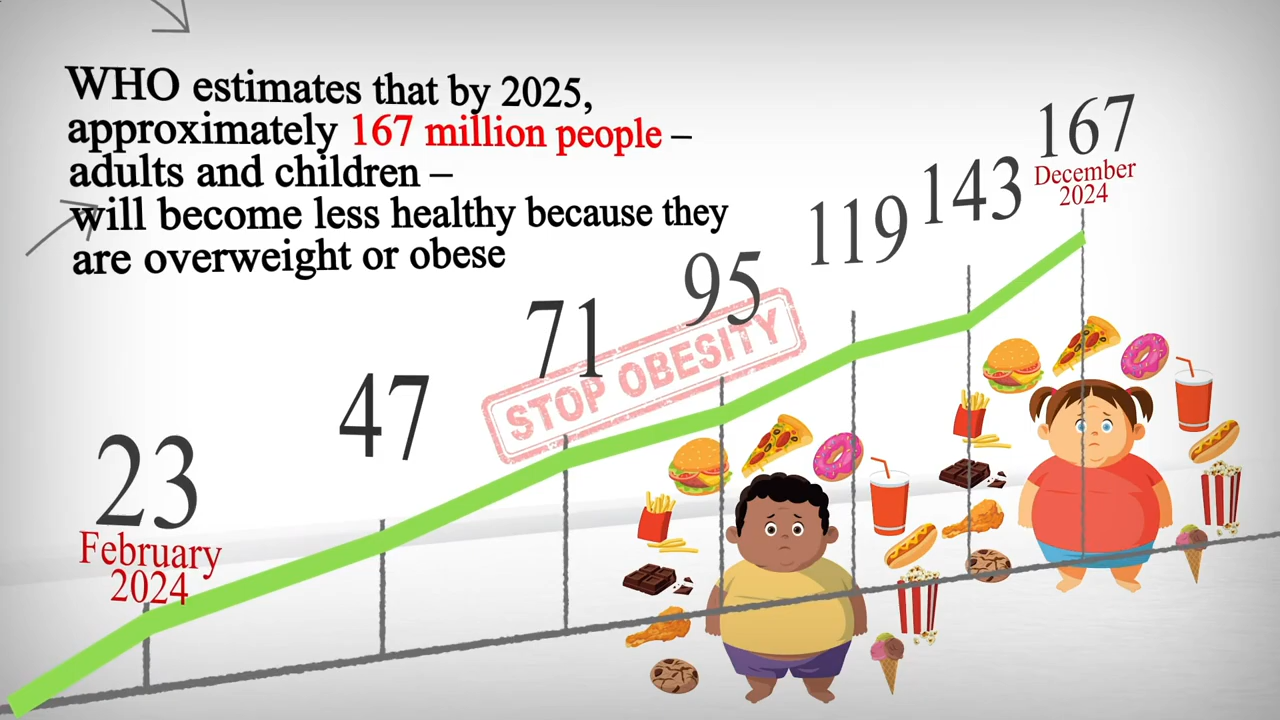 WHO estimates that by 2025,
approximately 167 million people –
adults and children –
will become less healthy because they
are overweight or obese
23
February
2024
47
71
95
119
143
167
December
2024
STOP OBESITY